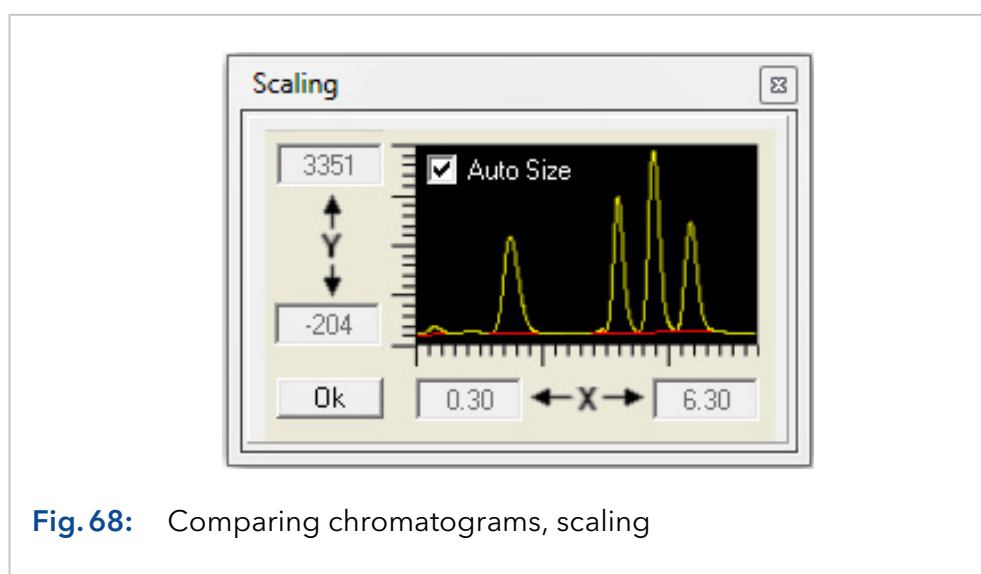 Scaling
3351
Auto Size
Y
-204
Ok
0.30
X
6.30
Fig. 68: Comparing chromatograms, scaling